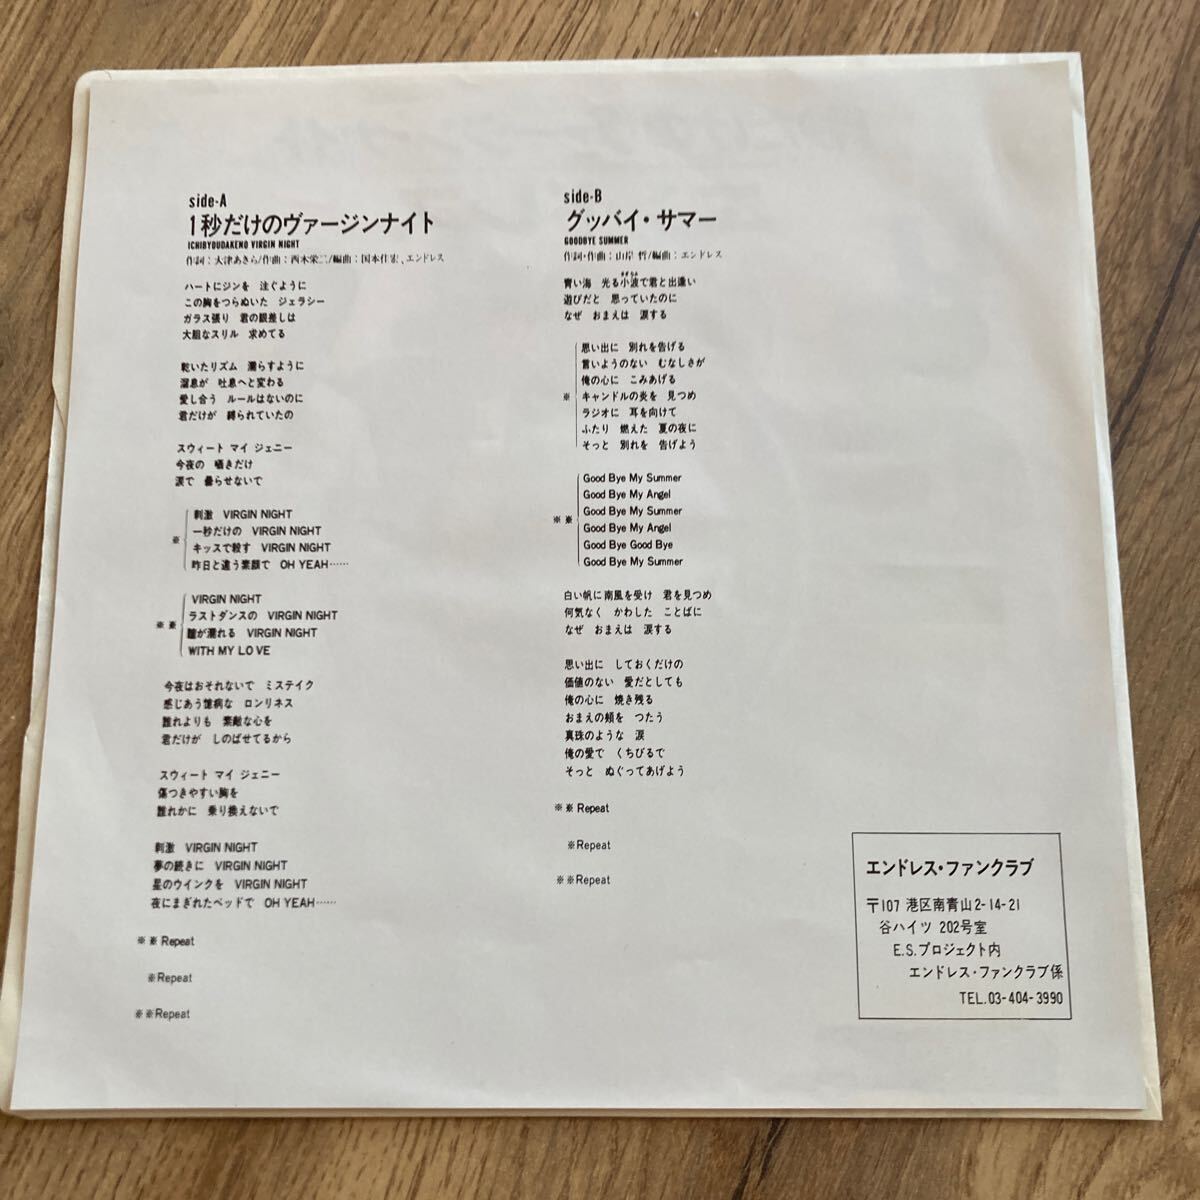 side-A
1秒だけのヴァージンナイト
ICHIBYOUDAKENO VIRGIN NIGHT
作詞:大津あきら/作曲:西木栄二/編曲:国本佳宏、エンドレス
ハートにジンを 注ぐように
この胸をつらぬいた ジェラシー
ガラス張り 君の眼差しは
大胆なスリル 求めてる
乾いたリズム 濡らすように
溜息が 吐息へと変わる
愛し合う ルールはないのに
君だけが 縛られていたの
スウィート マイ ジェニー
今夜の 囁きだけ
涙で 曇らせないで
※
刺激 VIRGIN NIGHT
一秒だけの VIRGIN NIGHT
キッスで殺す VIRGIN NIGHT
昨日と違う素顔で OH YEAH……
※※
VIRGIN NIGHT
ラストダンスの VIRGIN NIGHT
瞳が濡れる VIRGIN NIGHT
WITH MY LOVE
今夜はおそれないで ミステイク
感じあう臆病な ロンリネス
誰れよりも 素敵な心を
君だけが しのばせてるから
スウィート マイ ジェニー
傷つきやすい胸を
誰れかに 乗り換えないで
刺激 VIRGIN NIGHT
夢の続きに VIRGIN NIGHT
星のウインクを VIRGIN NIGHT
夜にまぎれたベッドで OH YEAH……
※※Repeat
※Repeat
※※Repeat
side-B
グッバイ・サマー
GOODBYE SUMMER
作詞・作曲:山岸 哲/編曲:エンドレス
青い海 光る小波で君と出逢い
さざなみ
遊びだと 思っていたのに
なぜ おまえは 涙する
※
思い出に 別れを告げる
言いようのない むなしさが
俺の心に こみあげる
キャンドルの炎を 見つめ
ラジオに 耳を向けて
ふたり 燃えた 夏の夜に
そっと 別れを 告げよう
※※
Good Bye My Summer
Good Bye My Angel
Good Bye My Summer
Good Bye My Angel
Good Bye Good Bye
Good Bye My Summer
白い帆に南風を受け 君を見つめ
何気なく かわした ことばに
なぜ おまえは 涙する
思い出に しておくだけの
価値のない 愛だとしても
俺の心に 焼き残る
おまえの頬を つたう
真珠のような 涙
俺の愛で くちびるで
そっと ぬぐってあげよう
※※Repeat
※Repeat
※※Repeat
エンドレス・ファンクラブ
〒107 港区南青山2-14-21
谷ハイツ 202号室
E.S.プロジェクト内
エンドレス・ファンクラブ係
TEL.03-404-3990